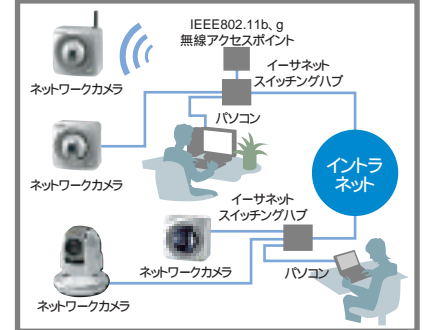 IEEE802.11b、g
無線アクセスポイント
イーサネット
スイッチングハブ
ネットワークカメラ
パソコン
ネットワークカメラ
イントラ
ネット
イーサネット
スイッチングハブ
ネットワークカメラ
パソコン
ネットワークカメラ